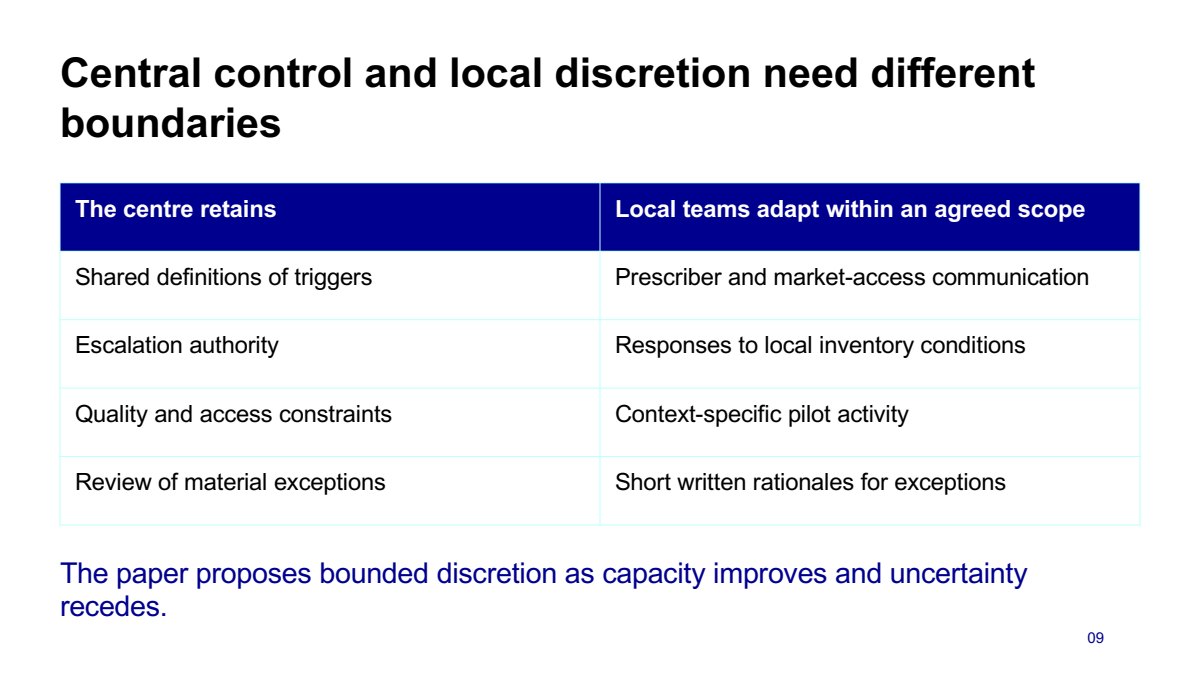 Central control and local discretion need different
boundaries
The centre retains
Local teams adapt within an agreed scope
Shared definitions of triggers
Prescriber and market-access communication
Escalation authority
Responses to local inventory conditions
Quality and access constraints
Context-specific pilot activity
Review of material exceptions
Short written rationales for exceptions
The paper proposes bounded discretion as capacity improves and uncertainty
recedes.
09